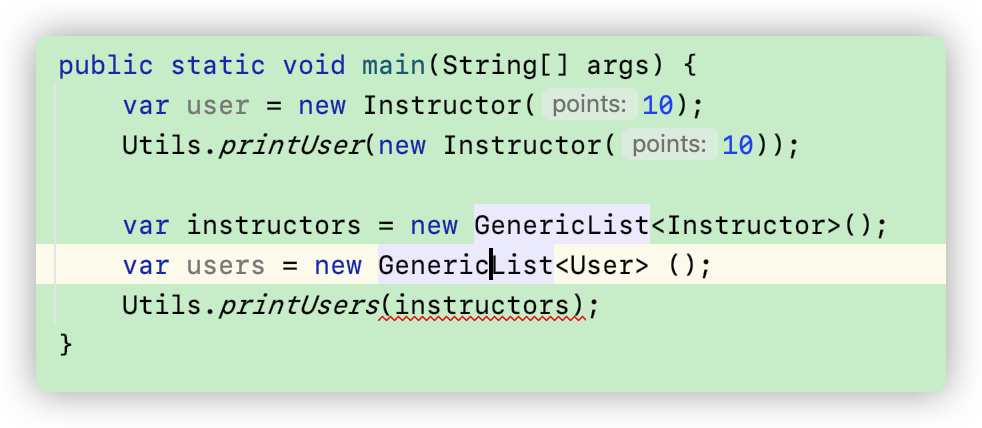 public static void main(String[] args) {
var user = new Instructor( points: 10);
Utils.printUser(new Instructor( points: 10));
var instructors = new GenericList<Instructor>();
var users = new GenericList<User> ();
Utils.printUsers(instructors);
}